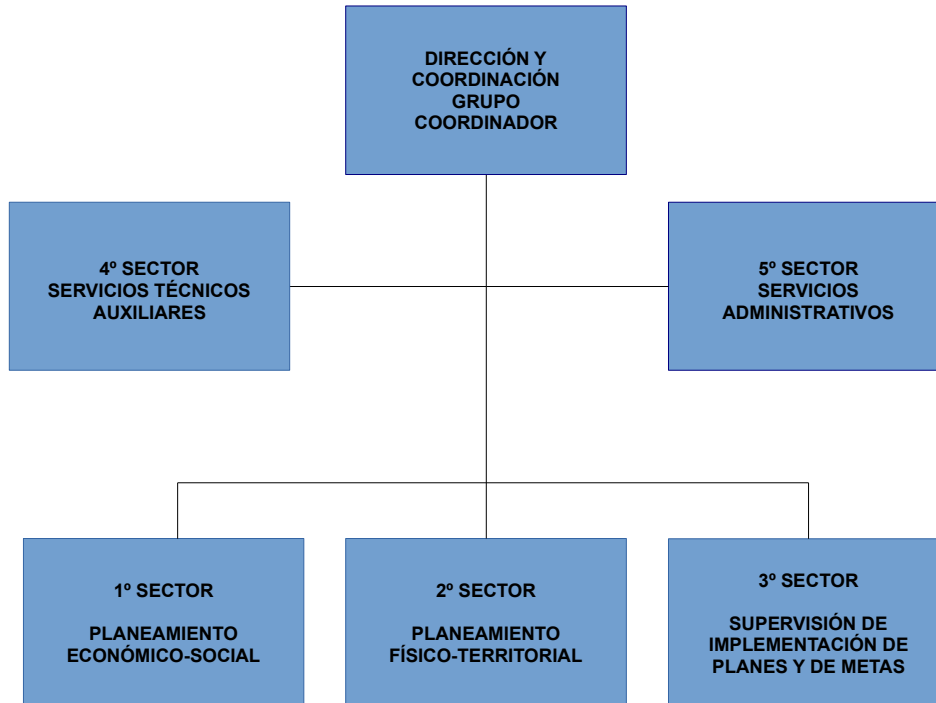 DIRECCIÓN Y
COORDINACIÓN
GRUPO
COORDINADOR
4º SECTOR
SERVICIOS TÉCNICOS
AUXILIARES
5º SECTOR
SERVICIOS
ADMINISTRATIVOS
1º SECTOR
PLANEAMIENTO
ECONÓMICO-SOCIAL
2º SECTOR
PLANEAMIENTO
FÍSICO-TERRITORIAL
3º SECTOR
SUPERVISIÓN DE
IMPLEMENTACIÓN DE
PLANES Y DE METAS